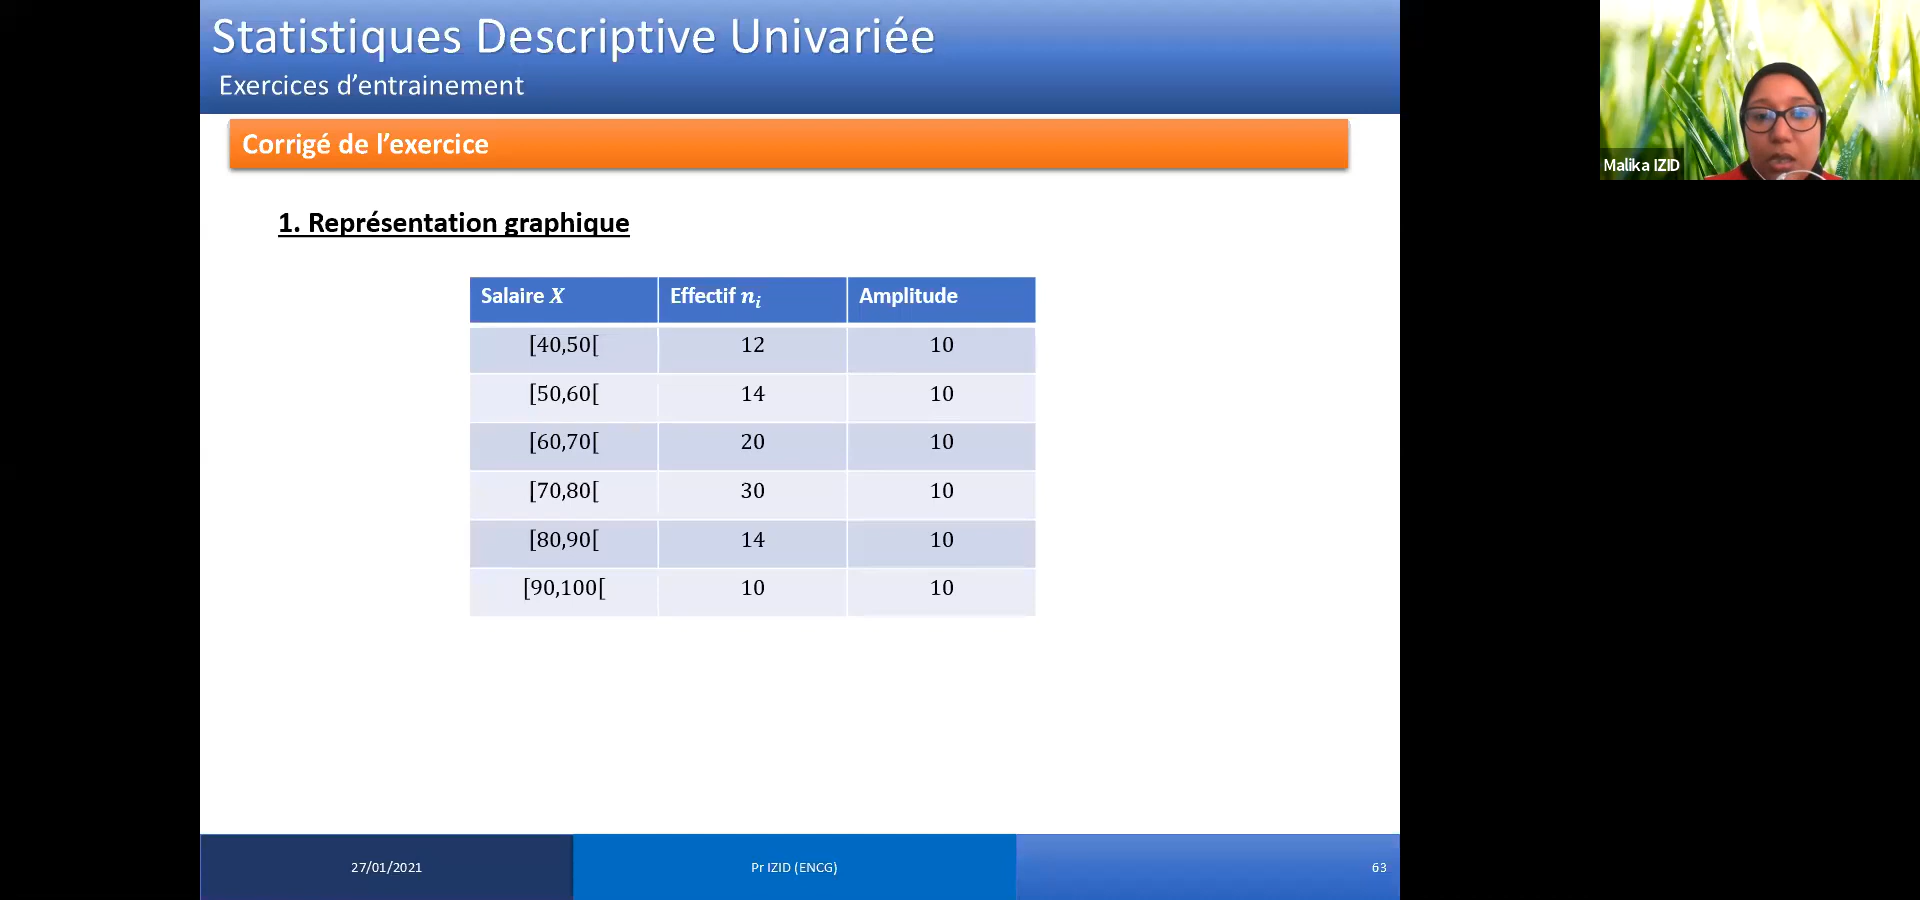 Statistiques Descriptive Univariée
Exercices d’entrainement
Corrigé de l’exercice
Malika IZID
1. Représentation graphique
Salaire X Effectif nᵢ Amplitude
[40,50[ 12 10
[50,60[ 14 10
[60,70[ 20 10
[70,80[ 30 10
[80,90[ 14 10
[90,100[ 10 10
27/01/2021 Pr IZID (ENCG) 63